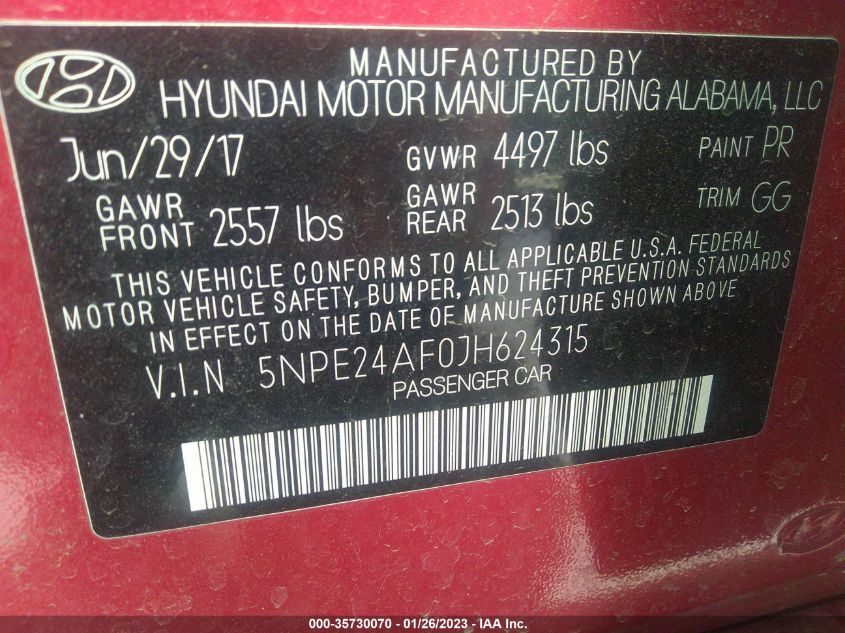 MANUFACTURED BY
HYUNDAI MOTOR MANUFACTURING ALABAMA, LLC
Jun/29/17 GVWR 4497 lbs PAINT PR
GAWR FRONT 2557 lbs GAWR REAR 2513 lbs TRIM GG
THIS VEHICLE CONFORMS TO ALL APPLICABLE U.S.A. FEDERAL
MOTOR VEHICLE SAFETY, BUMPER, AND THEFT PREVENTION STANDARDS
IN EFFECT ON THE DATE OF MANUFACTURE SHOWN ABOVE
V.I.N 5NPE24AF0JH624315
PASSENGER CAR
000-35730070 - 01/26/2023 - IAA Inc.